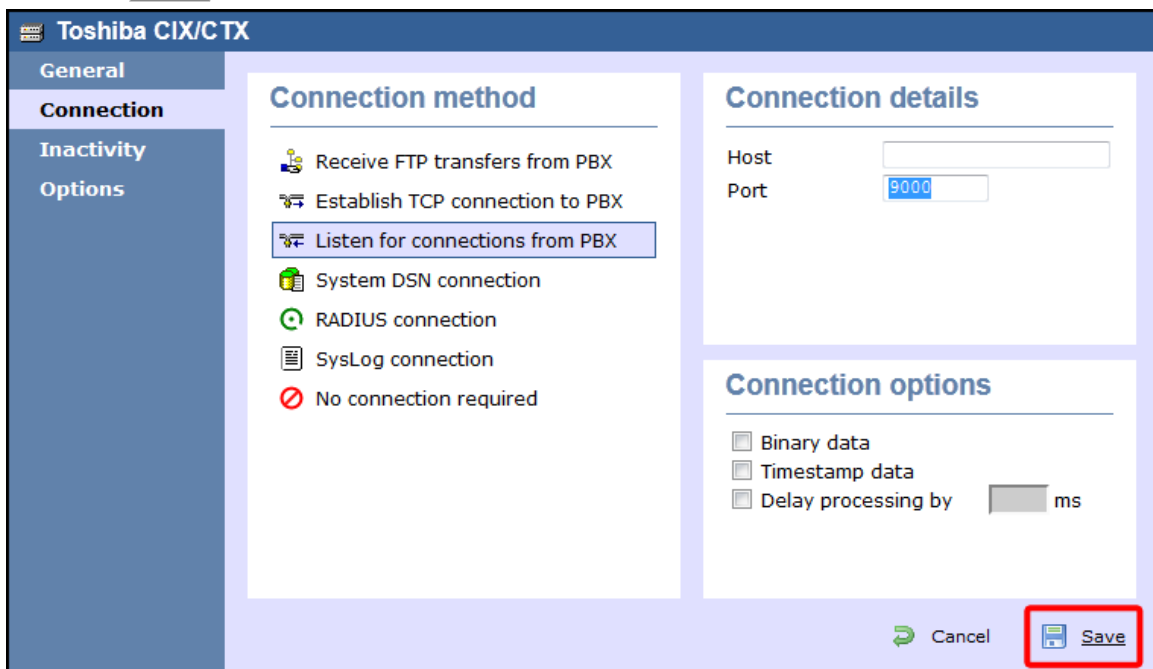 Toshiba CIX/CTX
General
Connection
Inactivity
Options
Connection method
Receive FTP transfers from PBX
Establish TCP connection to PBX
Listen for connections from PBX
System DSN connection
RADIUS connection
SysLog connection
No connection required
Connection details
Host
Port 9000
Connection options
Binary data
Timestamp data
Delay processing by ms
Cancel Save